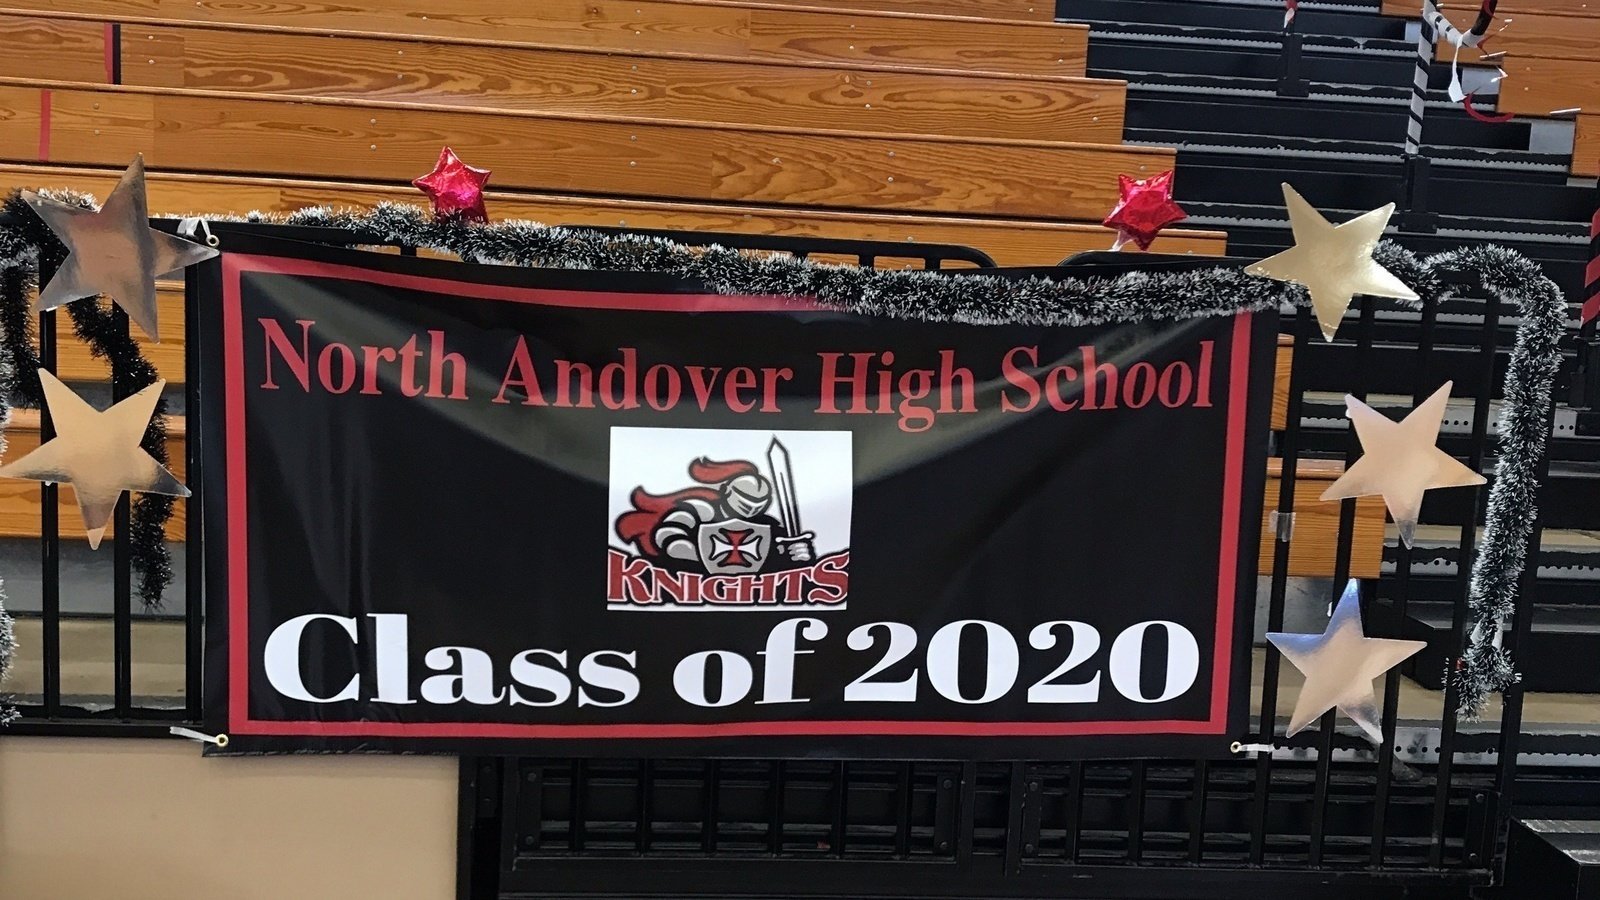 North Andover High School
KNIGHTS
Class of 2020